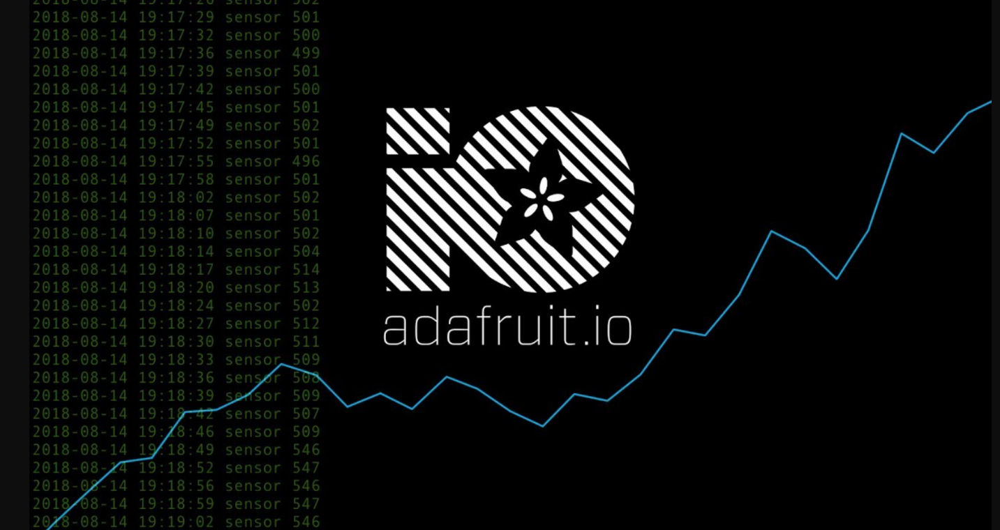 2018-08-14 19:17:26 sensor 502
2018-08-14 19:17:29 sensor 501
2018-08-14 19:17:32 sensor 500
2018-08-14 19:17:36 sensor 499
2018-08-14 19:17:39 sensor 501
2018-08-14 19:17:42 sensor 500
2018-08-14 19:17:45 sensor 501
2018-08-14 19:17:49 sensor 502
2018-08-14 19:17:52 sensor 501
2018-08-14 19:17:55 sensor 496
2018-08-14 19:17:58 sensor 501
2018-08-14 19:18:02 sensor 502
2018-08-14 19:18:07 sensor 501
2018-08-14 19:18:10 sensor 502
2018-08-14 19:18:14 sensor 504
2018-08-14 19:18:17 sensor 514
2018-08-14 19:18:20 sensor 513
2018-08-14 19:18:24 sensor 502
2018-08-14 19:18:27 sensor 512
2018-08-14 19:18:30 sensor 511
2018-08-14 19:18:33 sensor 509
2018-08-14 19:18:36 sensor 508
2018-08-14 19:18:39 sensor 509
2018-08-14 19:18:42 sensor 507
2018-08-14 19:18:46 sensor 509
2018-08-14 19:18:49 sensor 546
2018-08-14 19:18:52 sensor 547
2018-08-14 19:18:56 sensor 546
2018-08-14 19:18:59 sensor 547
2018-08-14 19:19:02 sensor 546
io
adafruit.io